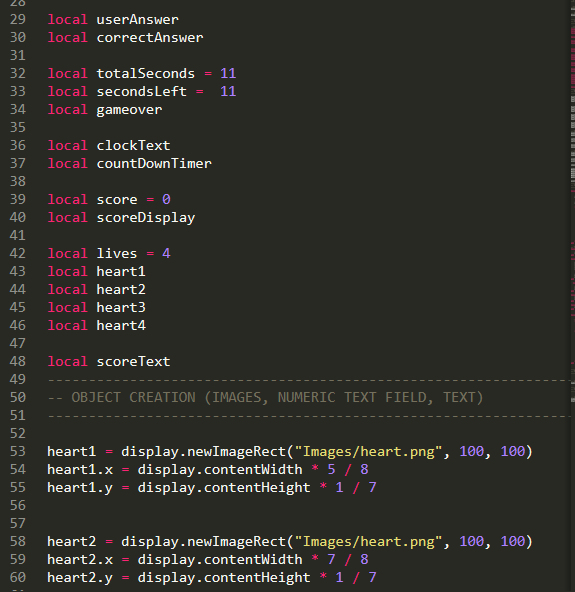 28
29 local userAnswer
30 local correctAnswer
31
32 local totalSeconds = 11
33 local secondsLeft =  11
34 local gameover
35
36 local clockText
37 local countDownTimer
38
39 local score = 0
40 local scoreDisplay
41
42 local lives = 4
43 local heart1
44 local heart2
45 local heart3
46 local heart4
47
48 local scoreText
49 ----------------------------------------------------------------
50 -- OBJECT CREATION (IMAGES, NUMERIC TEXT FIELD, TEXT)
51 ----------------------------------------------------------------
52
53 heart1 = display.newImageRect("Images/heart.png", 100, 100)
54 heart1.x = display.contentWidth * 5 / 8
55 heart1.y = display.contentHeight * 1 / 7
56
57
58 heart2 = display.newImageRect("Images/heart.png", 100, 100)
59 heart2.x = display.contentWidth * 7 / 8
60 heart2.y = display.contentHeight * 1 / 7